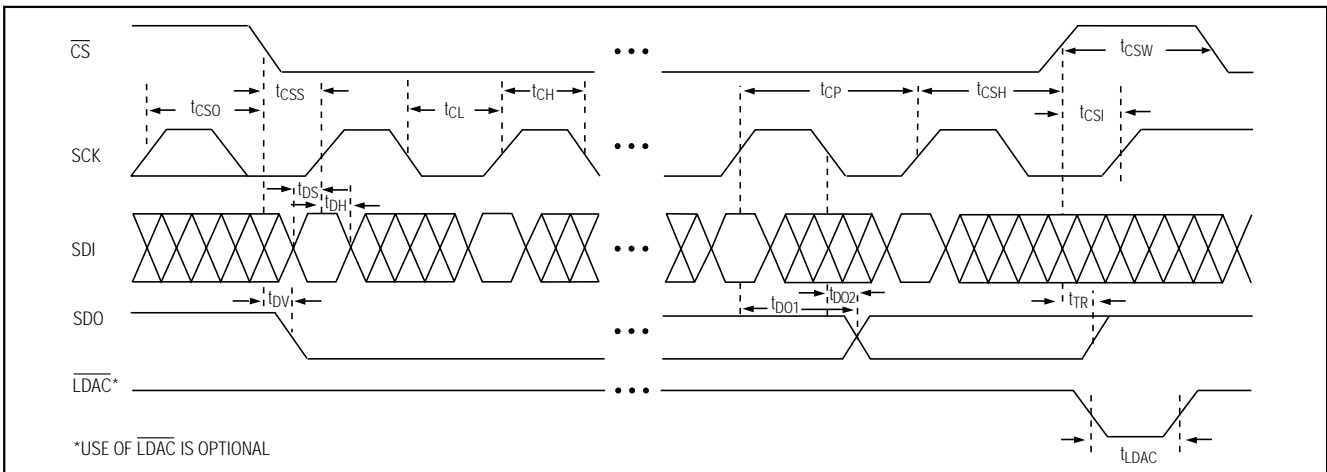 CS
tCSW
tCSO
tCSS
tCL
tCH
tCP
tCSH
tCSI
SCK
tDS
tDH
SDI
tDV
tDO1
tDO2
tTR
SDO
LDAC*
tLDAC
*USE OF LDAC IS OPTIONAL